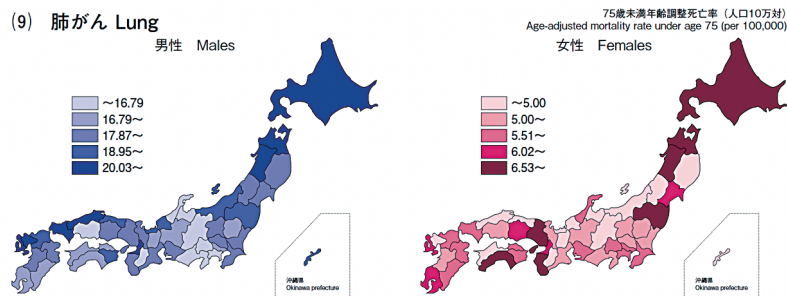 (9) 肺がん Lung
75歳未満年齢調整死亡率（人口10万対）
Age-adjusted mortality rate under age 75 (per 100,000)
男性 Males
～16.79
16.79～
17.87～
18.95～
20.03～
沖縄県
Okinawa prefecture
女性 Females
～5.00
5.00～
5.51～
6.02～
6.53～
沖縄県
Okinawa prefecture